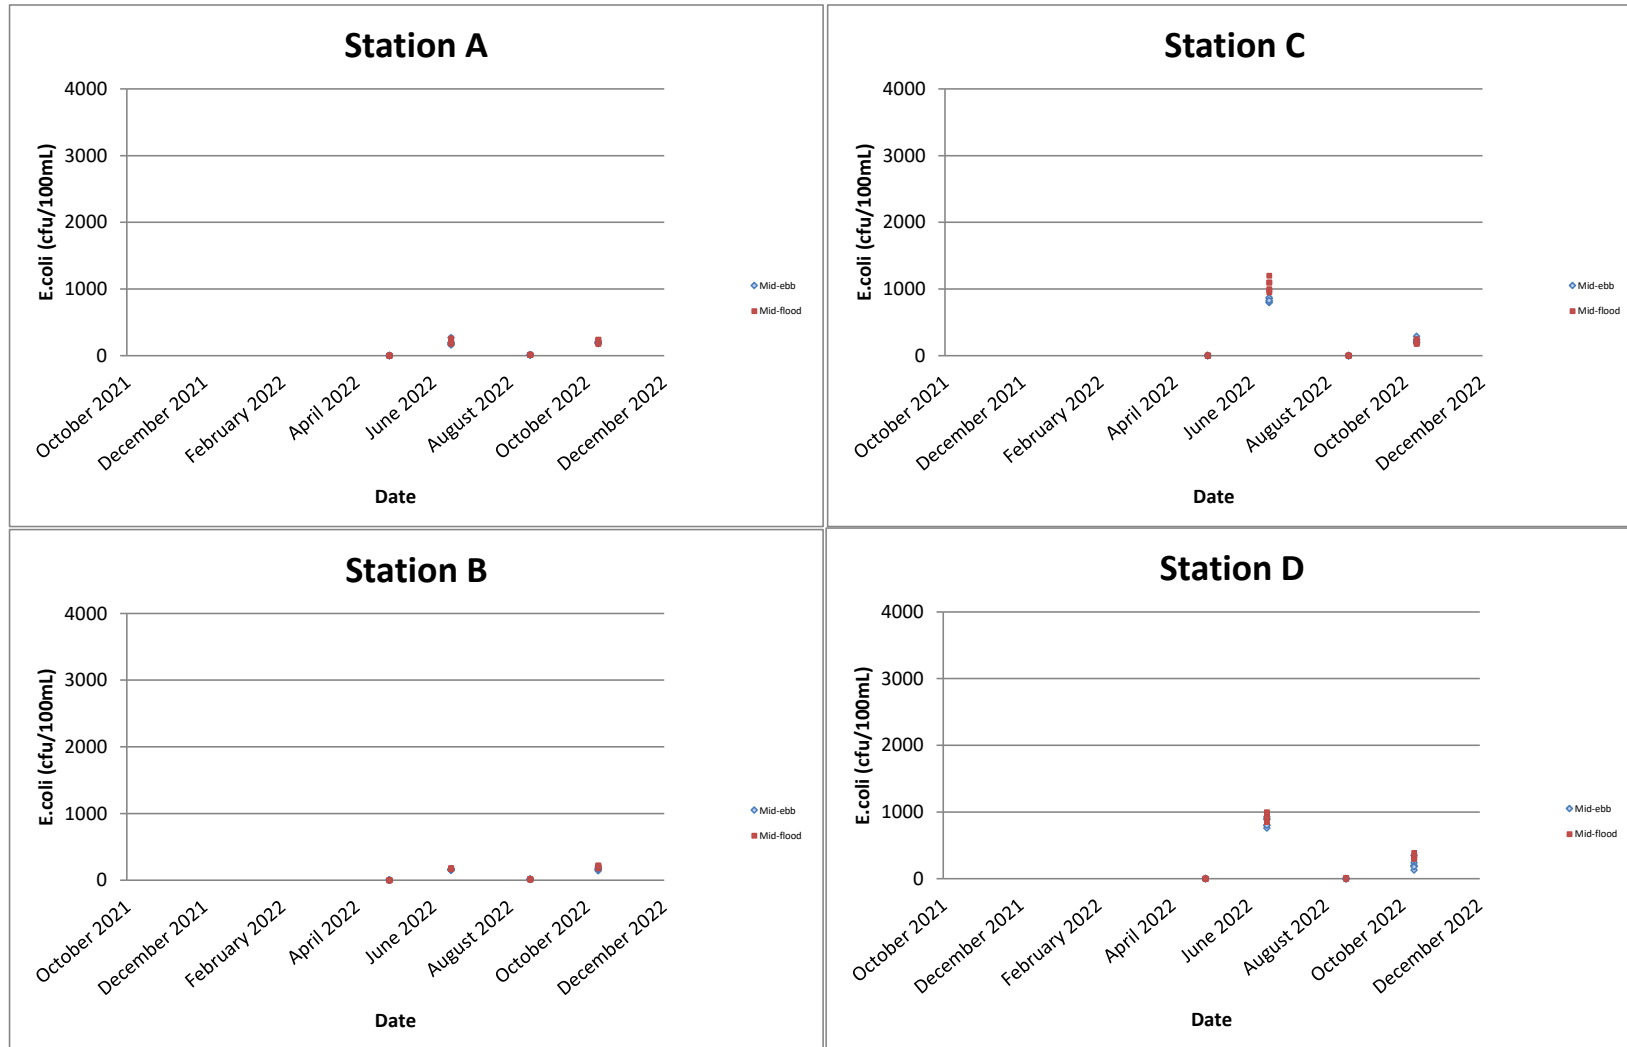 Station A
4000
3000
2000
1000
0
E.coli (cfu/100mL)
October 2021
December 2021
February 2022
April 2022
June 2022
August 2022
October 2022
December 2022
Date
Mid-ebb
Mid-flood
Station C
4000
3000
2000
1000
0
E.coli (cfu/100mL)
October 2021
December 2021
February 2022
April 2022
June 2022
August 2022
October 2022
December 2022
Date
Mid-ebb
Mid-flood
Station B
4000
3000
2000
1000
0
E.coli (cfu/100mL)
October 2021
December 2021
February 2022
April 2022
June 2022
August 2022
October 2022
December 2022
Date
Mid-ebb
Mid-flood
Station D
4000
3000
2000
1000
0
E.coli (cfu/100mL)
October 2021
December 2021
February 2022
April 2022
June 2022
August 2022
October 2022
December 2022
Date
Mid-ebb
Mid-flood